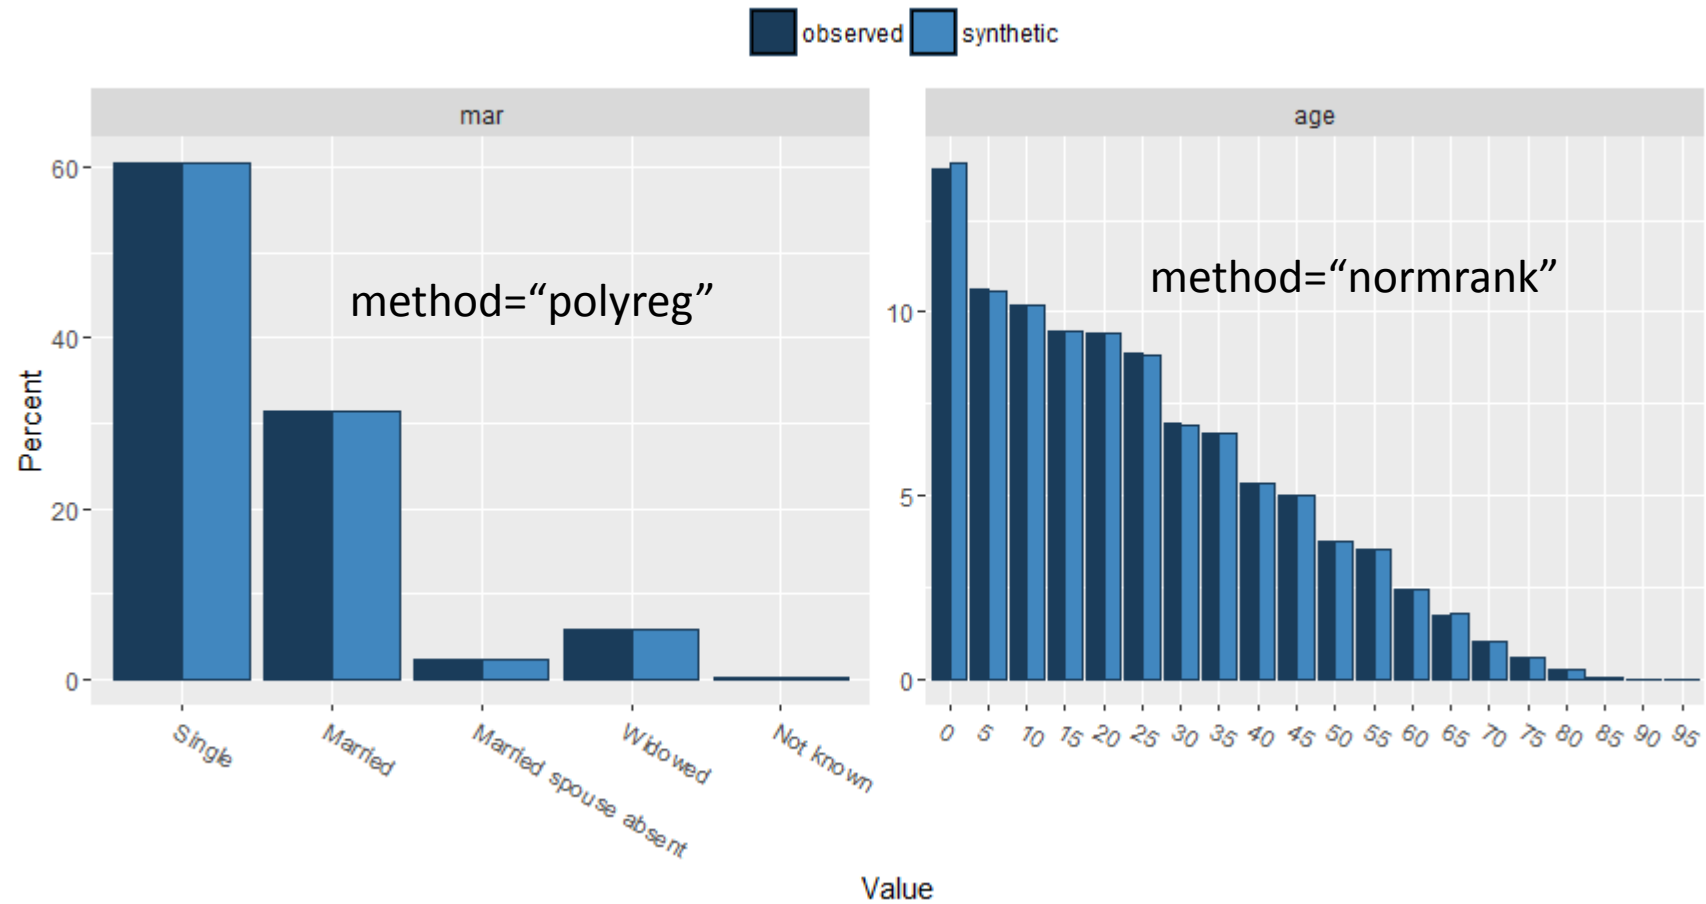 observed synthetic
mar
age
Percent
60
40
20
0
method=“polyreg”
Single
Married
Married spouse absent
Widowed
Not known
10
5
0
method=“normrank”
0 5 10 15 20 25 30 35 40 45 50 55 60 65 70 75 80 85 90 95
Value